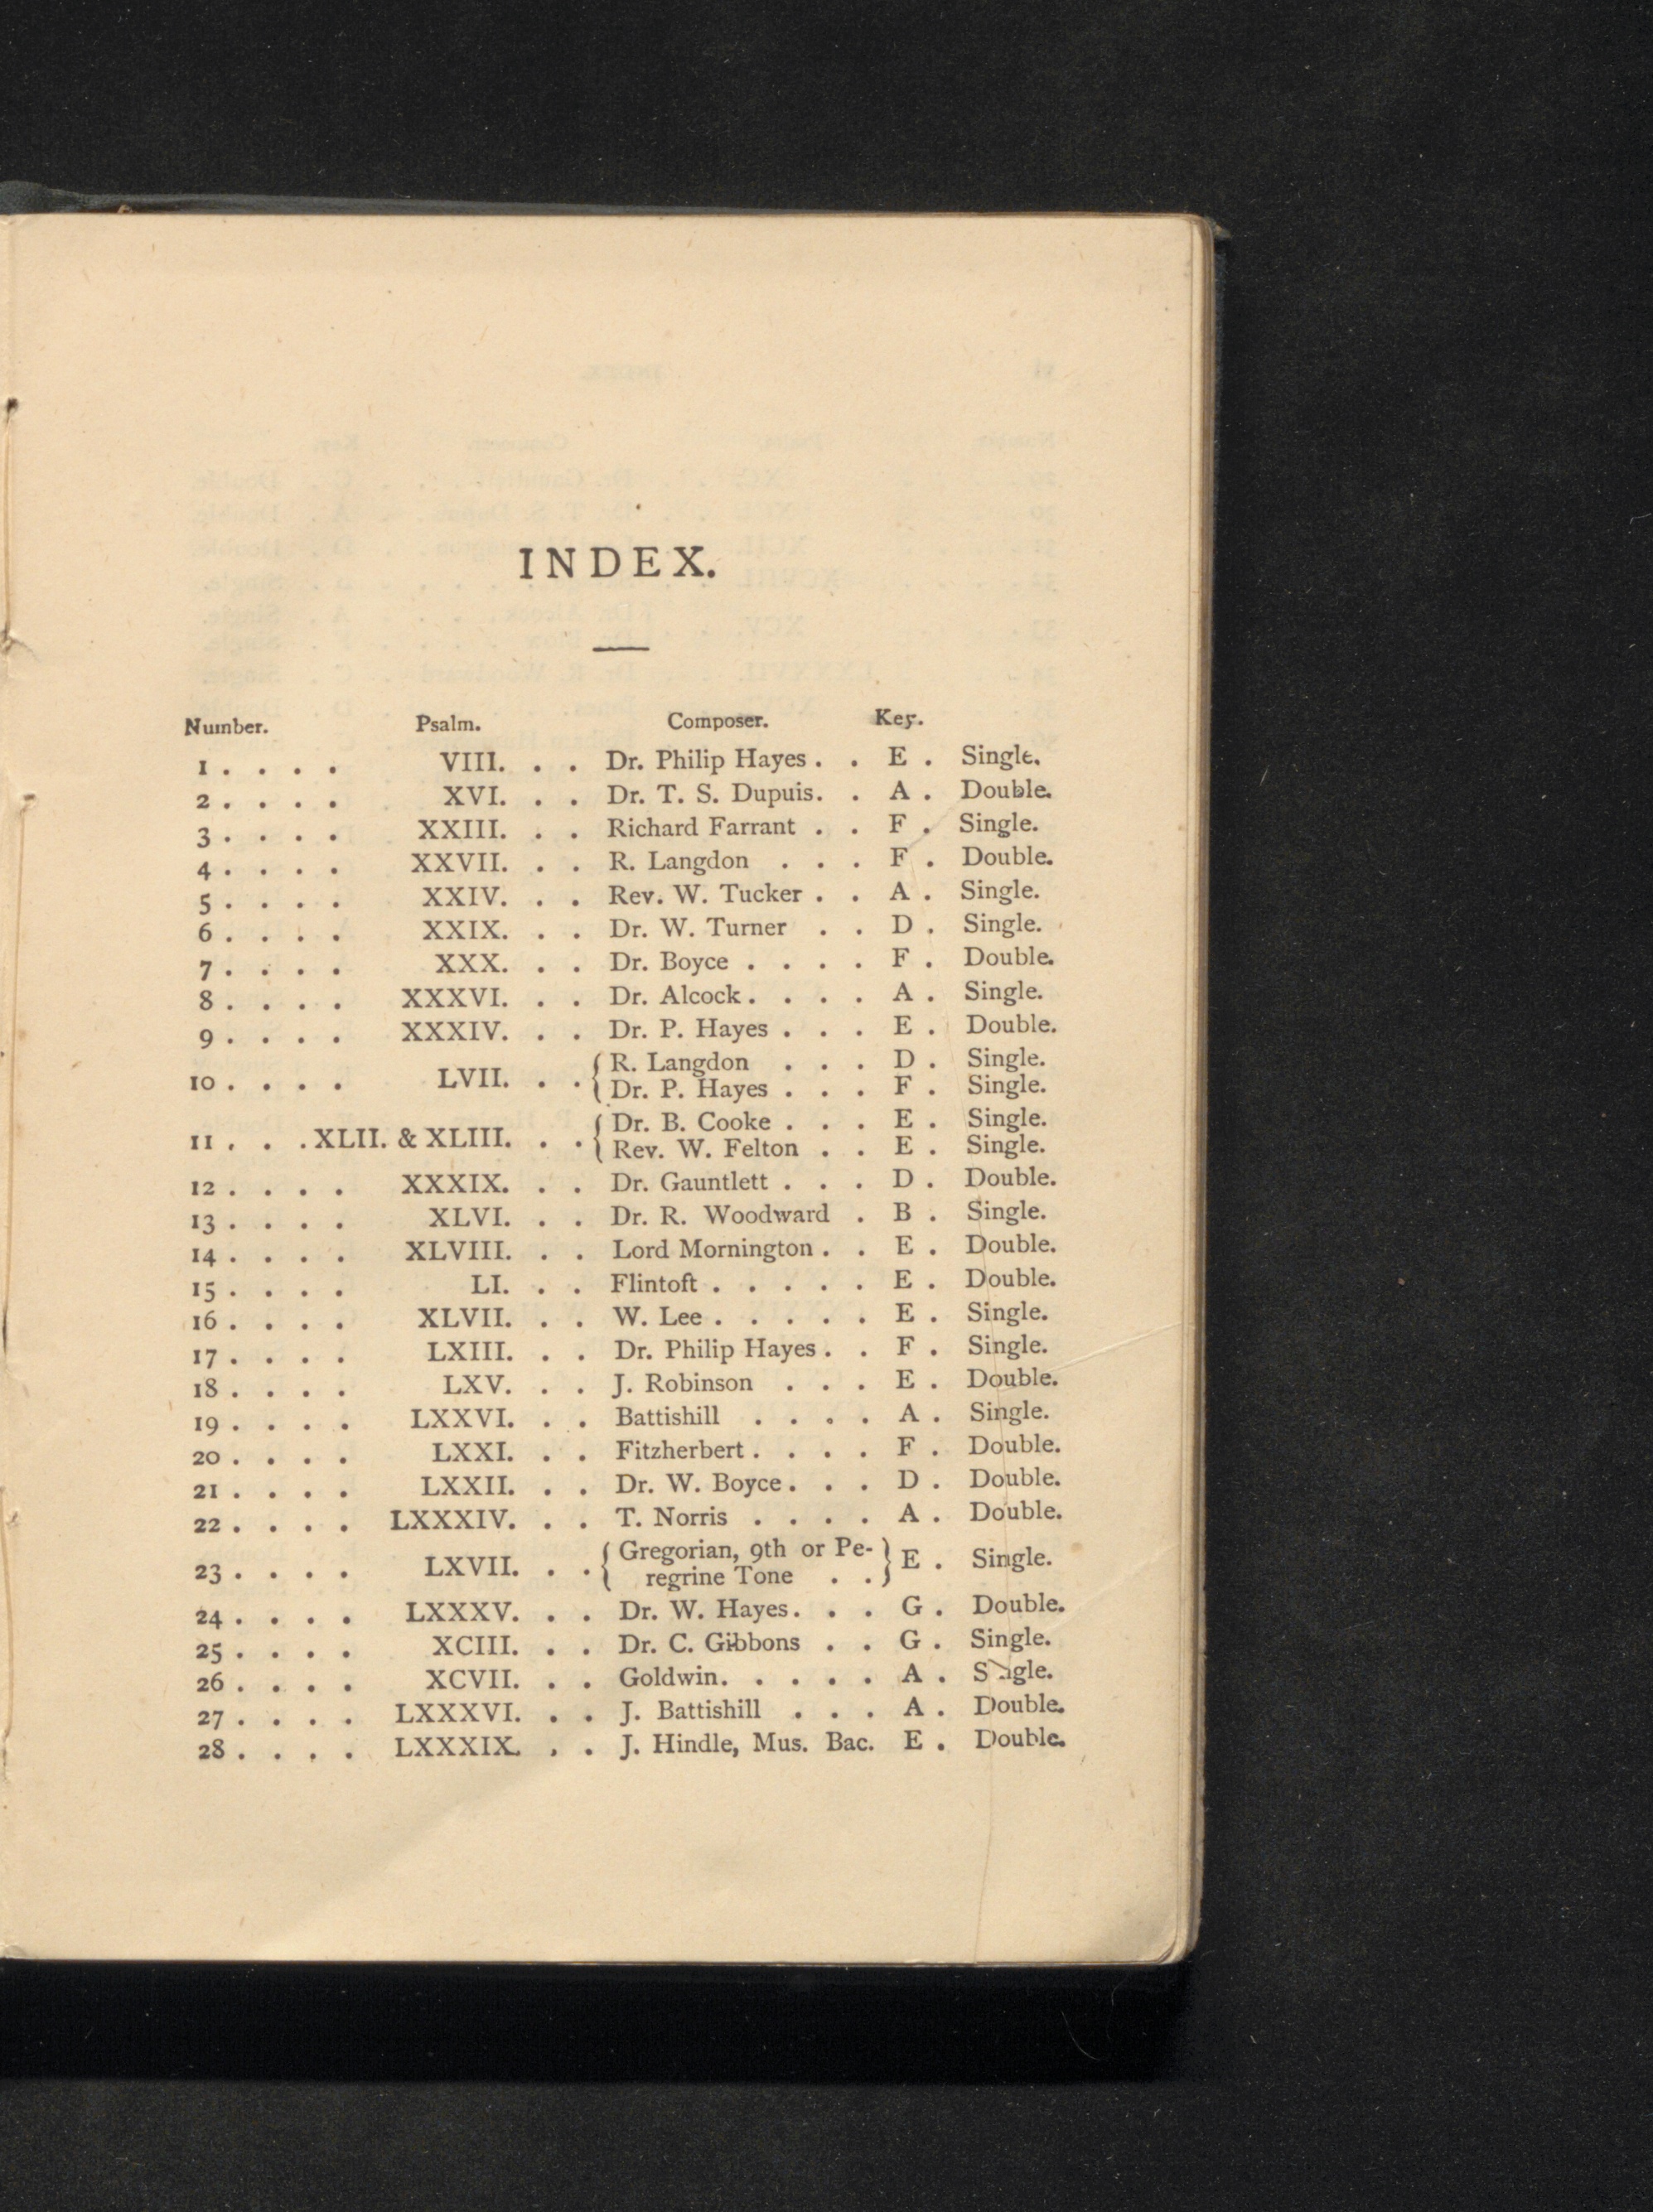 INDEX.
Number. Psalm. Composer. Key.
1 . . . . VIII. . . Dr. Philip Hayes . . E . Single.
2 . . . . XVI. . . Dr. T. S. Dupuis. . A . Double.
3 . . . . XXIII. . . Richard Farrant . . F . Single.
4 . . . . XXVII. . . R. Langdon . . . F . Double.
5 . . . . XXIV. . . Rev. W. Tucker . . A . Single.
6 . . . . XXIX. . . Dr. W. Turner . . D . Single.
7 . . . . XXX. . . Dr. Boyce . . . . F . Double.
8 . . . . XXXVI. . . Dr. Alcock . . . . A . Single.
9 . . . . XXXIV. . . Dr. P. Hayes . . . E . Double.
10 . . . . LVII. . . { R. Langdon . . . D . Single.
Dr. P. Hayes . . . F . Single.
11 . . . XLII. & XLIII. . . { Dr. B. Cooke . . . E . Single.
Rev. W. Felton . . E . Single.
12 . . . . XXXIX. . . Dr. Gauntlett . . . D . Double.
13 . . . . XLVI. . . Dr. R. Woodward . B . Single.
14 . . . . XLVIII. . . Lord Mornington . . E . Double.
15 . . . . LI. . . Flintoft . . . . . E . Double.
16 . . . . XLVII. . . W. Lee . . . . . E . Single.
17 . . . . LXIII. . . Dr. Philip Hayes . . F . Single.
18 . . . . LXV. . . J. Robinson . . . E . Double.
19 . . . . LXXVI. . . Battishill . . . . A . Single.
20 . . . . LXXI. . . Fitzherbert . . . . F . Double.
21 . . . . LXXII. . . Dr. W. Boyce . . . D . Double.
22 . . . . LXXXIV. . . T. Norris . . . . A . Double.
23 . . . . LXVII. . . { Gregorian, 9th or Pe- } E . Single.
regrine Tone . .
24 . . . . LXXXV. . . Dr. W. Hayes . . . G . Double.
25 . . . . XCIII. . . Dr. C. Gibbons . . G . Single.
26 . . . . XCVII. . . Goldwin . . . . . A . Single.
27 . . . . LXXXVI. . . J. Battishill . . . A . Double.
28 . . . . LXXXIX. . . J. Hindle, Mus. Bac. E . Double.